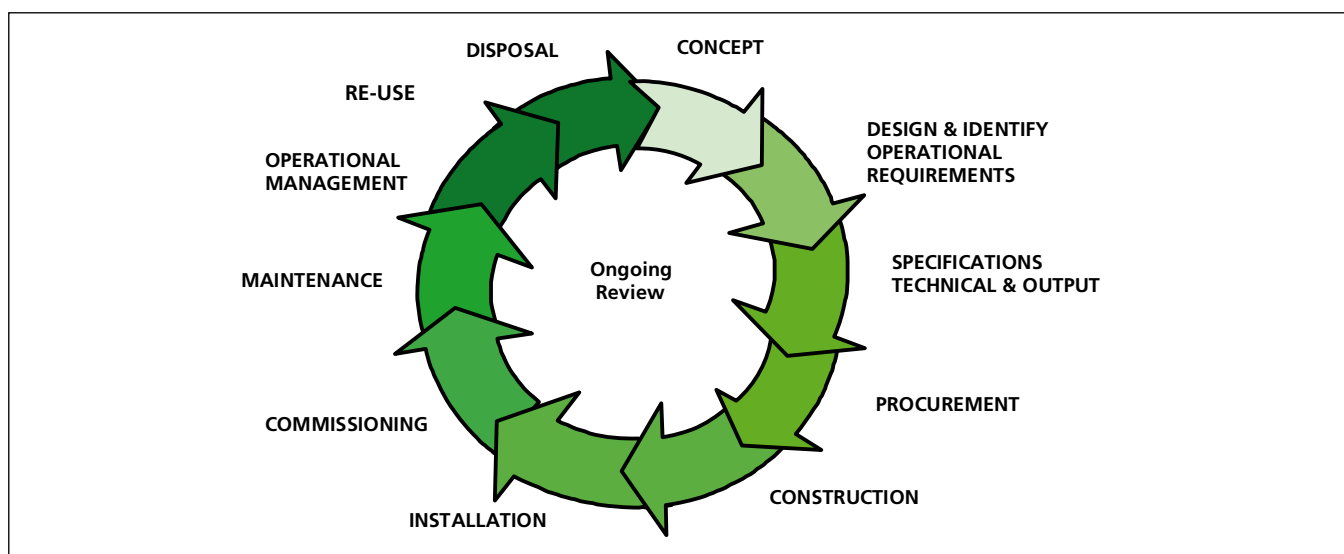 DISPOSAL
CONCEPT
RE-USE
DESIGN & IDENTIFY
OPERATIONAL
REQUIREMENTS
OPERATIONAL
MANAGEMENT
SPECIFICATIONS
TECHNICAL & OUTPUT
MAINTENANCE
Ongoing
Review
PROCUREMENT
COMMISSIONING
CONSTRUCTION
INSTALLATION